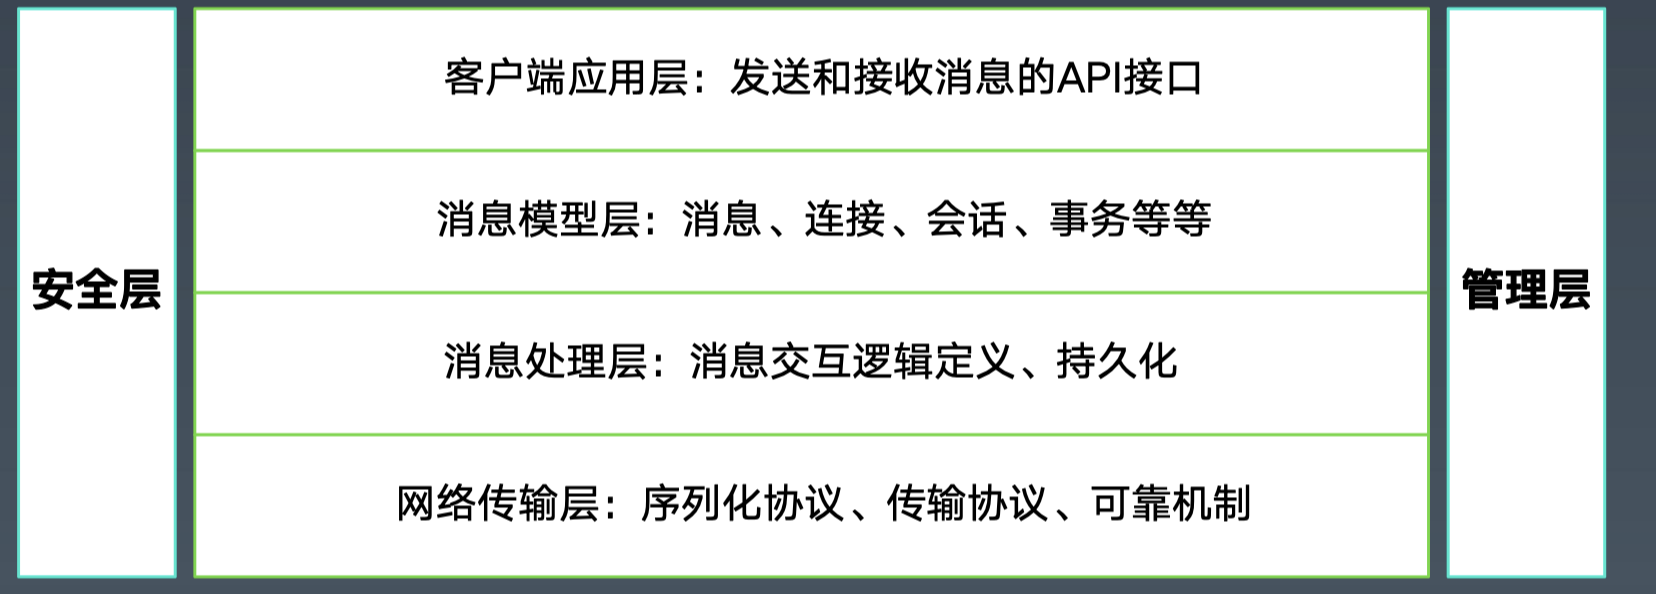 安全层
客户端应用层：发送和接收消息的API接口
消息模型层：消息、连接、会话、事务等等
消息处理层：消息交互逻辑定义、持久化
网络传输层：序列化协议、传输协议、可靠机制
管理层